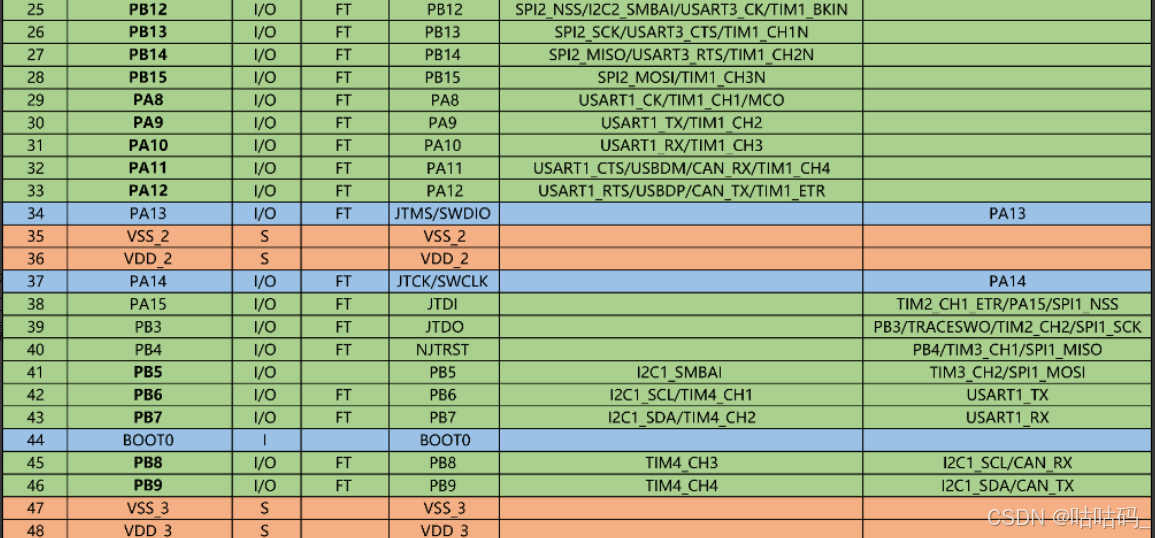 25 PB12 I/O FT PB12 SPI2_NSS/I2C2_SMBAI/USART3_CK/TIM1_BKIN
26 PB13 I/O FT PB13 SPI2_SCK/USART3_CTS/TIM1_CH1N
27 PB14 I/O FT PB14 SPI2_MISO/USART3_RTS/TIM1_CH2N
28 PB15 I/O FT PB15 SPI2_MOSI/TIM1_CH3N
29 PA8 I/O FT PA8 USART1_CK/TIM1_CH1/MCO
30 PA9 I/O FT PA9 USART1_TX/TIM1_CH2
31 PA10 I/O FT PA10 USART1_RX/TIM1_CH3
32 PA11 I/O FT PA11 USART1_CTS/USBDM/CAN_RX/TIM1_CH4
33 PA12 I/O FT PA12 USART1_RTS/USBDP/CAN_TX/TIM1_ETR
34 PA13 I/O FT JTMS/SWDIO PA13
35 VSS_2 S VSS_2
36 VDD_2 S VDD_2
37 PA14 I/O FT JTCK/SWCLK PA14
38 PA15 I/O FT JTDI TIM2_CH1_ETR/PA15/SPI1_NSS
39 PB3 I/O FT JTDO PB3/TRACESWO/TIM2_CH2/SPI1_SCK
40 PB4 I/O FT NJTRST PB4/TIM3_CH1/SPI1_MISO
41 PB5 I/O PB5 I2C1_SMBAI TIM3_CH2/SPI1_MOSI
42 PB6 I/O FT PB6 I2C1_SCL/TIM4_CH1 USART1_TX
43 PB7 I/O FT PB7 I2C1_SDA/TIM4_CH2 USART1_RX
44 BOOT0 I BOOT0
45 PB8 I/O FT PB8 TIM4_CH3 I2C1_SCL/CAN_RX
46 PB9 I/O FT PB9 TIM4_CH4 I2C1_SDA/CAN_TX
47 VSS_3 S VSS_3
48 VDD_3 S VDD_3
CSDN @咕咕码_